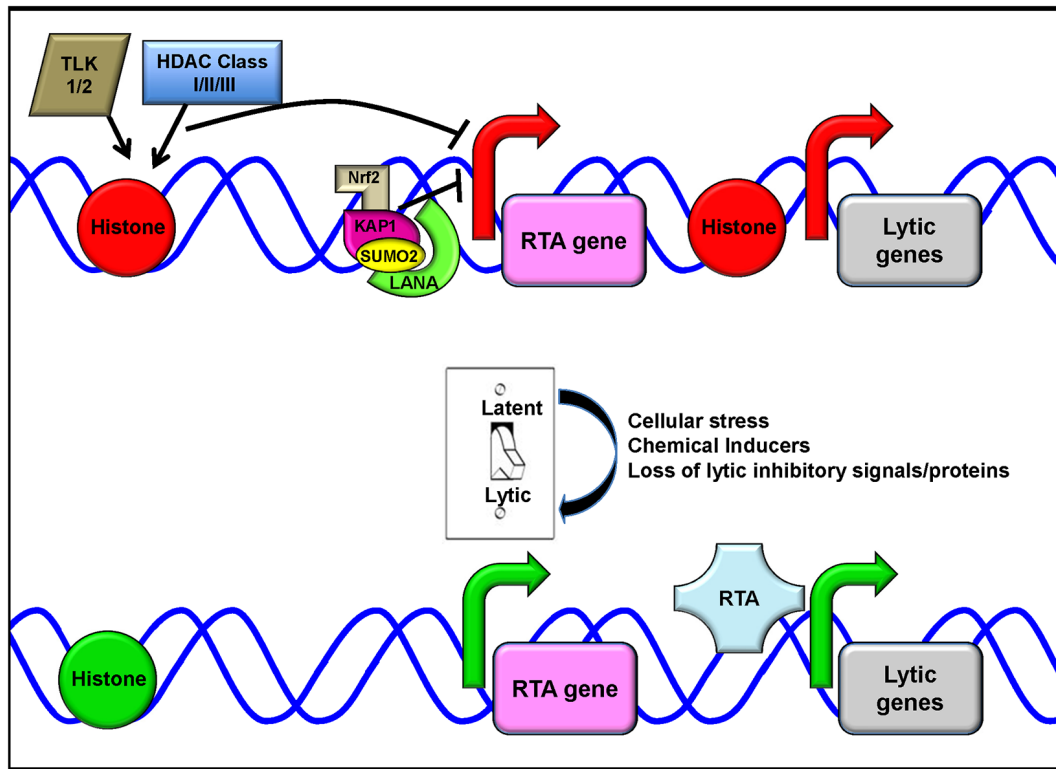 TLK
1/2
HDAC Class
I/II/III
Histone
Nrf2
KAP1
SUMO2
LANA
RTA gene
Histone
Lytic
genes
Latent
Lytic
Cellular stress
Chemical Inducers
Loss of lytic inhibitory signals/proteins
Histone
RTA gene
RTA
Lytic
genes